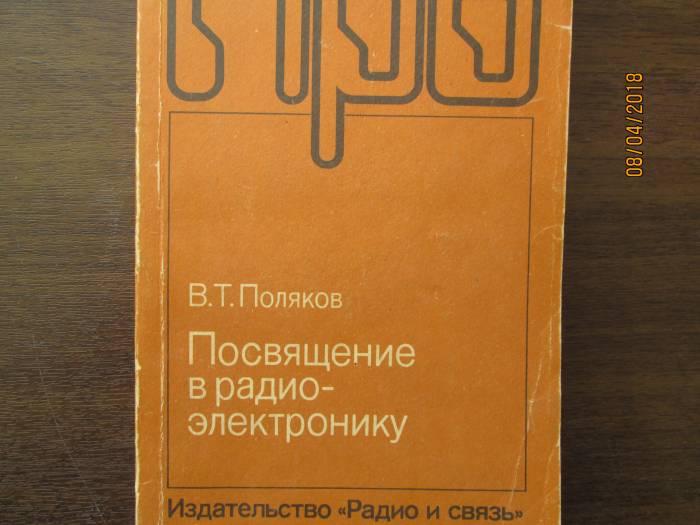 В.Т.Поляков
Посвящение
в радио-
электронику
Издательство «Радио и связь»
08/04/2018